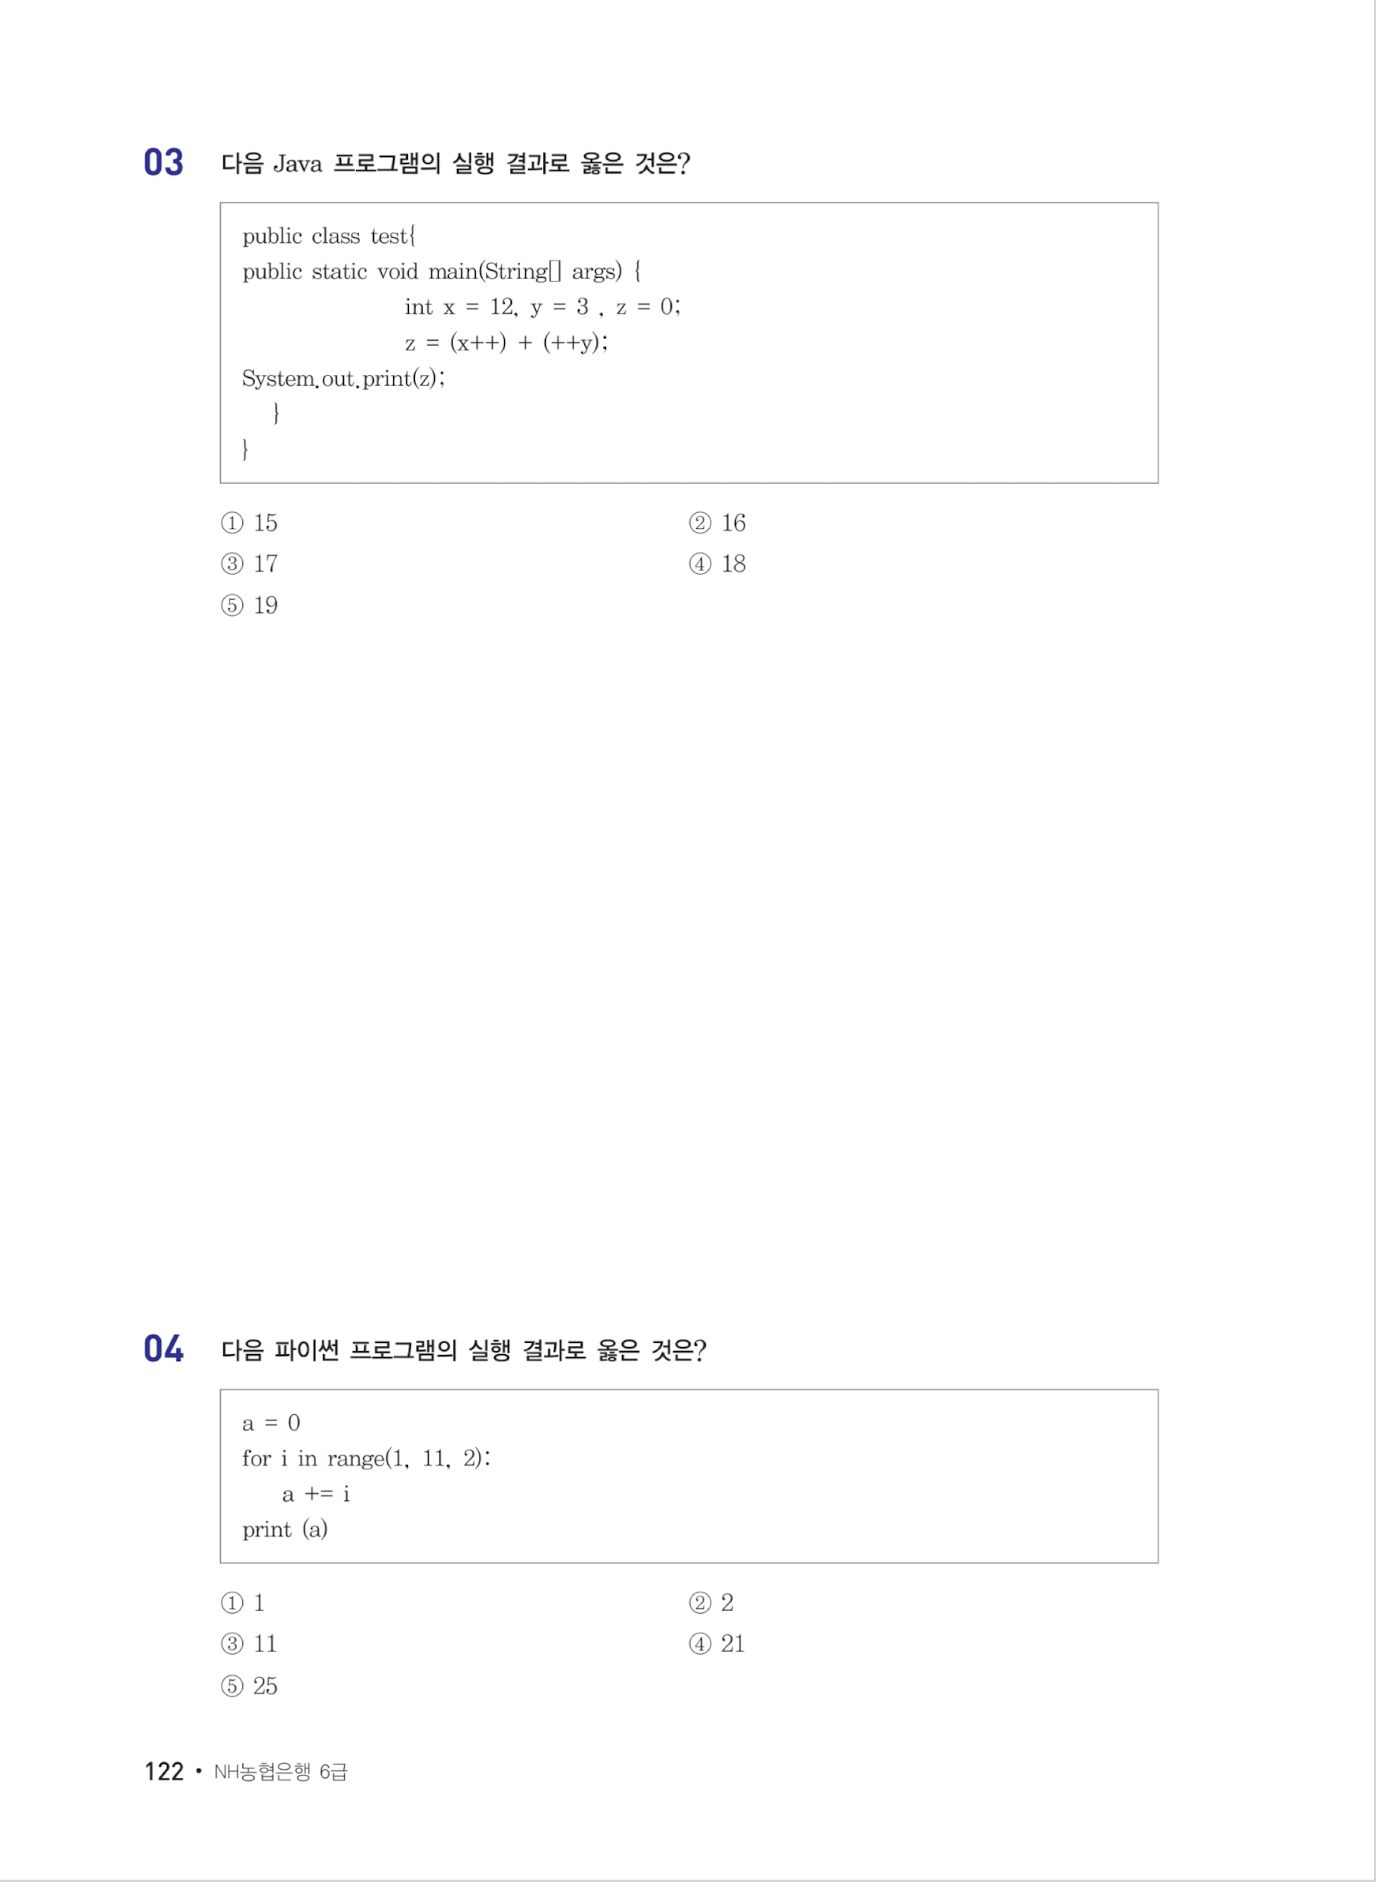 03 다음 Java 프로그램의 실행 결과로 옳은 것은?
public class test{
public static void main(String[] args) {
int x = 12, y = 3 , z = 0;
z = (x++) + (++y);
System.out.print(z);
}
}
① 15 ② 16
③ 17 ④ 18
⑤ 19
04 다음 파이썬 프로그램의 실행 결과로 옳은 것은?
a = 0
for i in range(1, 11, 2):
a += i
print (a)
① 1 ② 2
③ 11 ④ 21
⑤ 25
122 • NH농협은행 6급